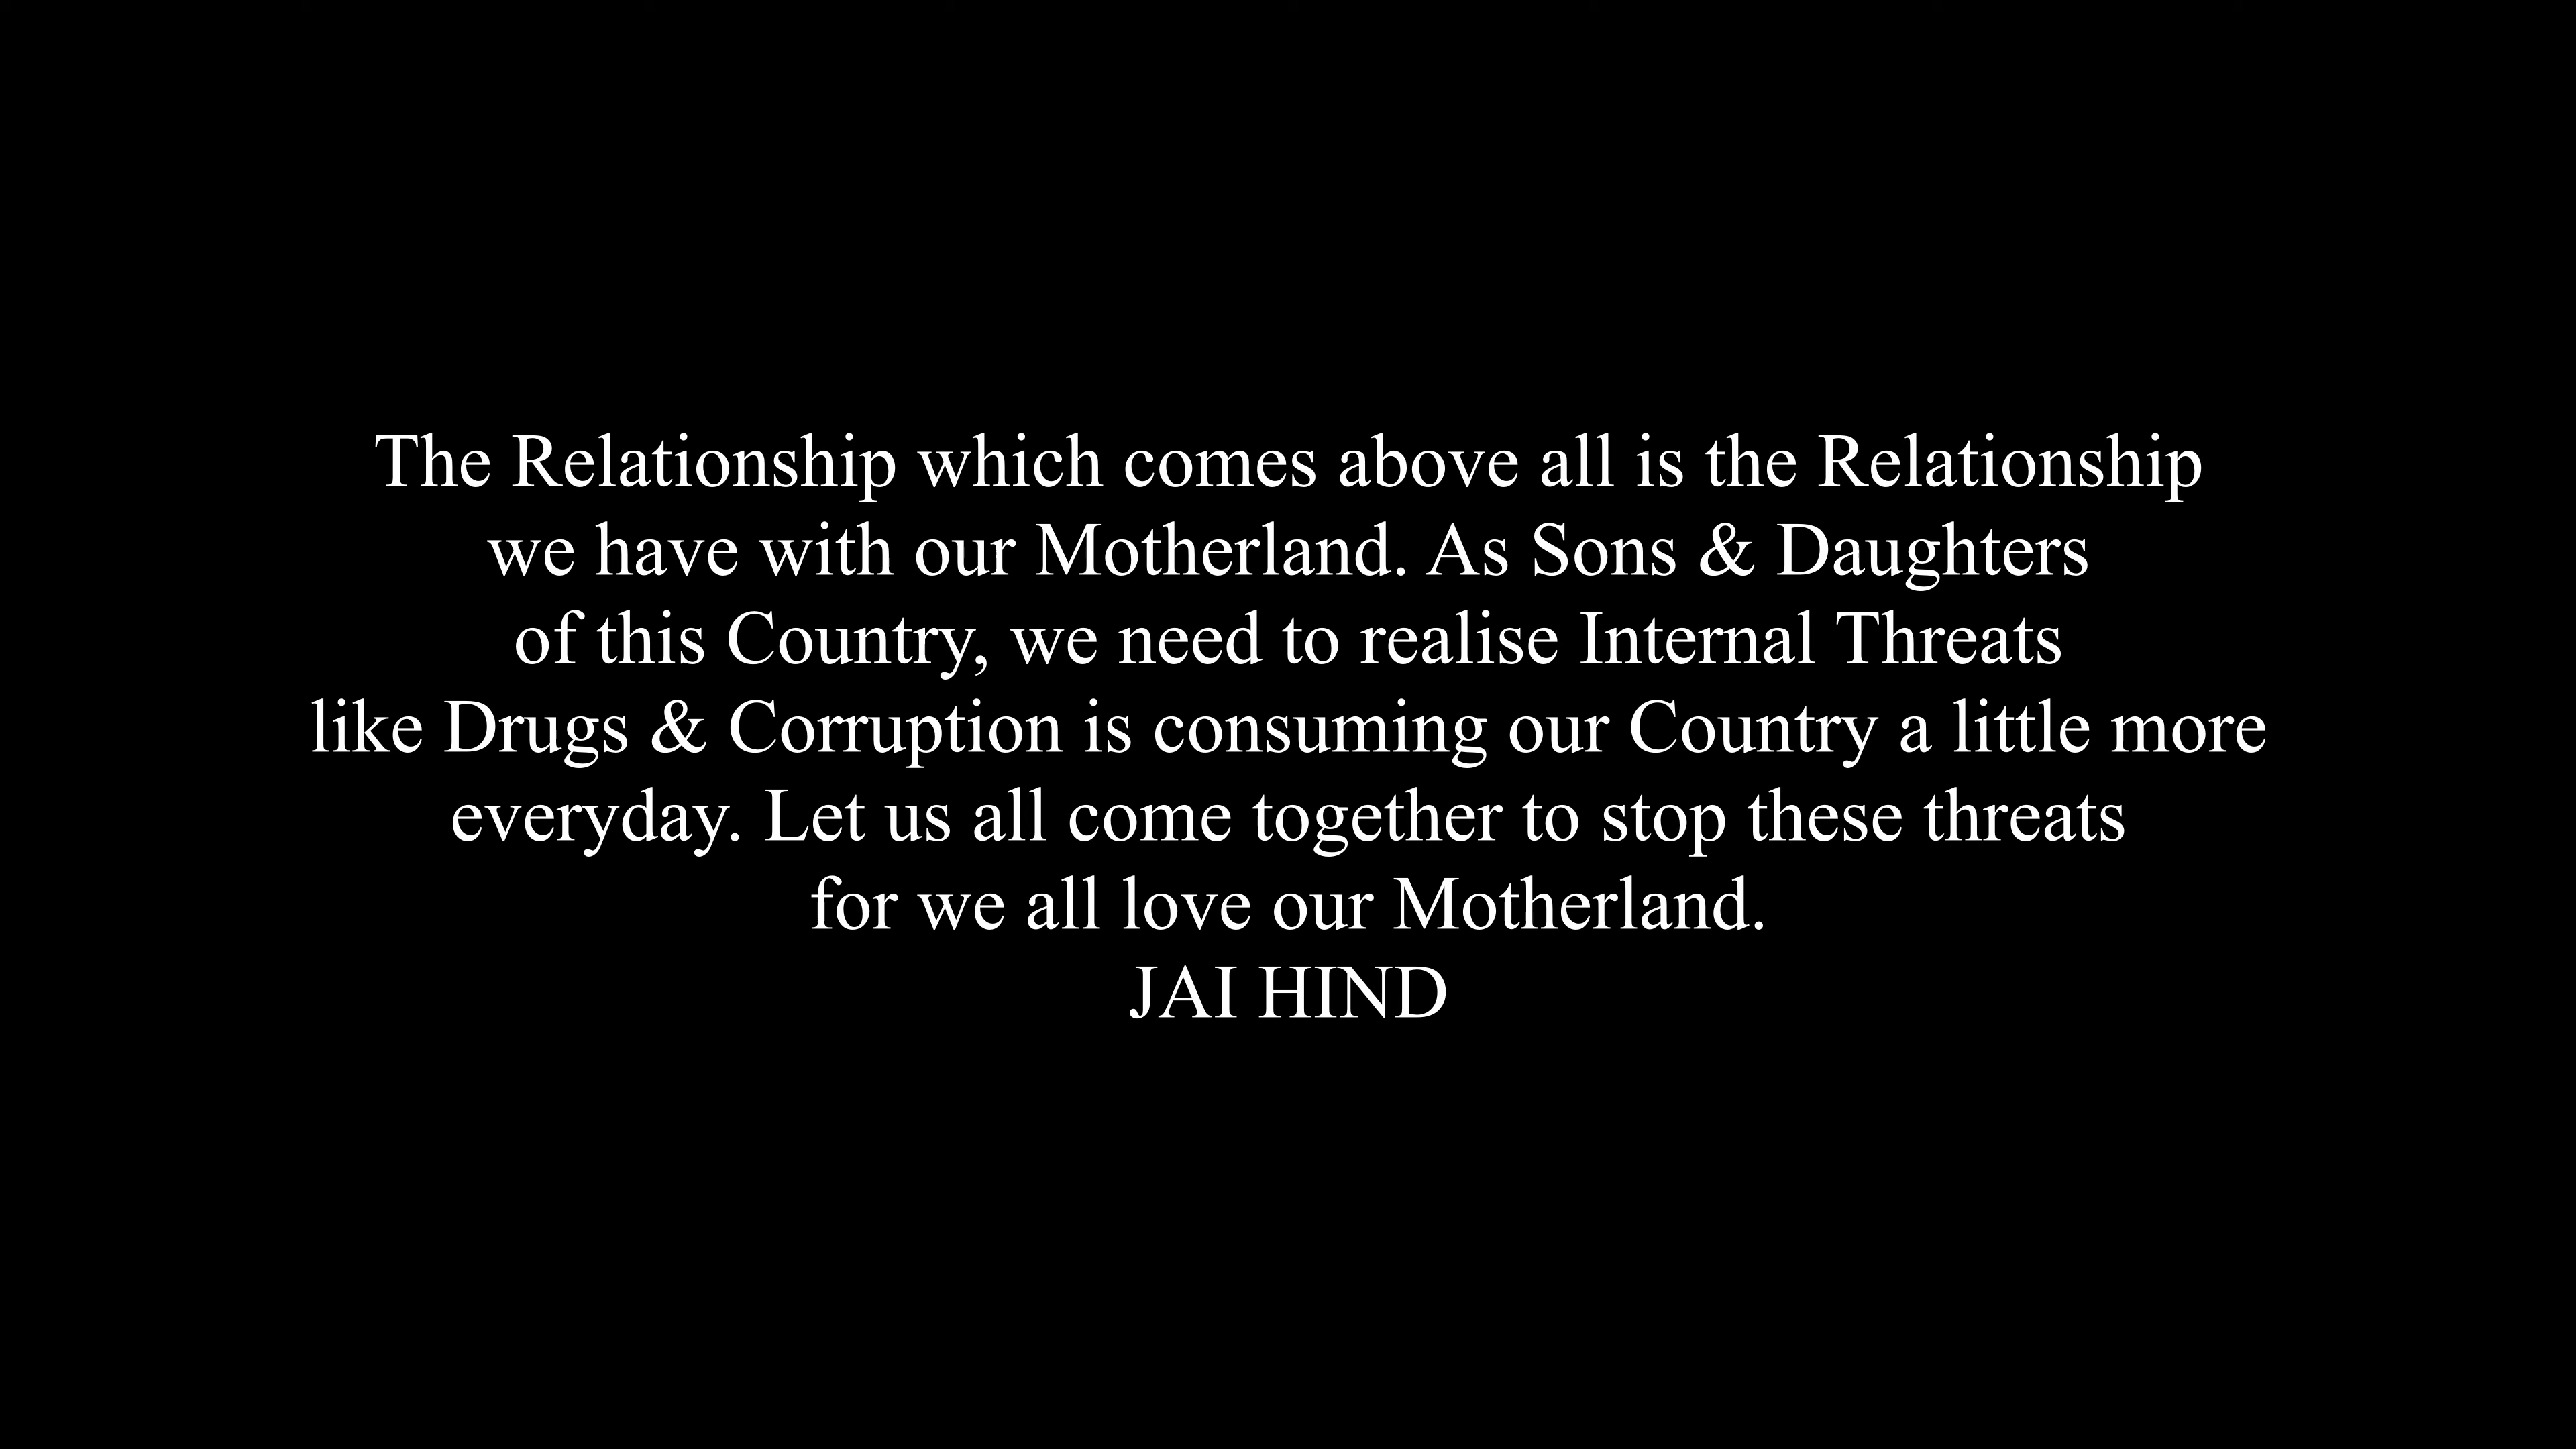 The Relationship which comes above all is the Relationship
we have with our Motherland. As Sons & Daughters
of this Country, we need to realise Internal Threats
like Drugs & Corruption is consuming our Country a little more
everyday. Let us all come together to stop these threats
for we all love our Motherland.
JAI HIND